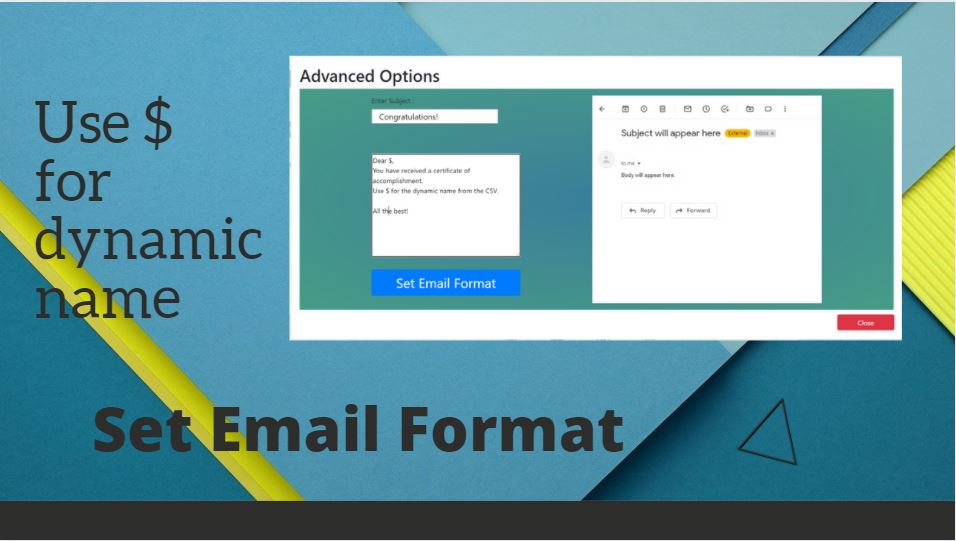 Use $
for
dynamic
name
Advanced Options
Enter Subject :
Congratulations!
Dear $,
You have received a certificate of
accomplishment.
Use $ for the dynamic name from the CSV.
All the best!
Set Email Format
Subject will appear here External Inbox x
to me
Body will appear here.
Reply Forward
Close
Set Email Format